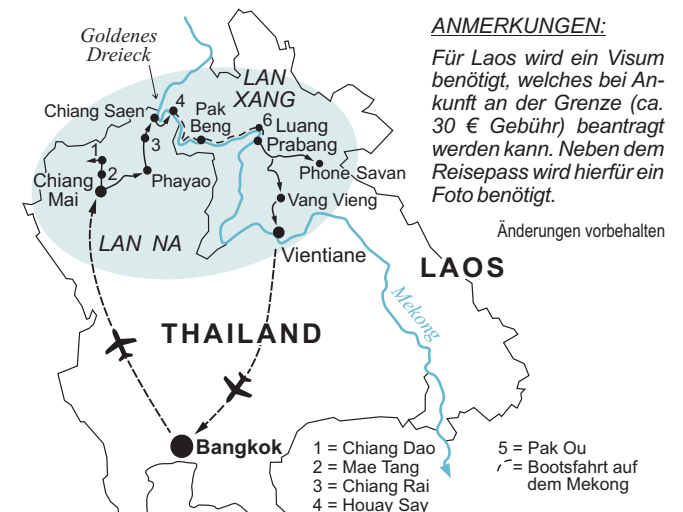 ANMERKUNGEN:
Für Laos wird ein Visum
benötigt, welches bei An-
kunft an der Grenze (ca.
30 € Gebühr) beantragt
werden kann. Neben dem
Reisepass wird hierfür ein
Foto benötigt.
Änderungen vorbehalten
Goldenes
Dreieck
LAN
XANG
Chiang Saen
4
Pak
Beng
6
Luang
Prabang
3
1
2
Chiang
Mai
Phayao
Phone Savan
Vang Vieng
LAN NA
Vientiane
LAOS
Mekong
THAILAND
Bangkok
1 = Chiang Dao
2 = Mae Tang
3 = Chiang Rai
4 = Houay Say
5 = Pak Ou
= Bootsfahrt auf
dem Mekong